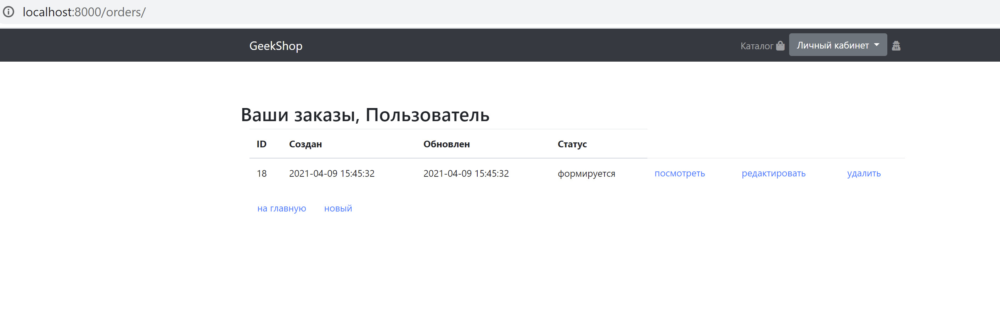 localhost:8000/orders/
GeekShop Каталог Личный кабинет
Ваши заказы, Пользователь
ID Создан Обновлен Статус
18 2021-04-09 15:45:32 2021-04-09 15:45:32 формируется посмотреть редактировать удалить
на главную новый